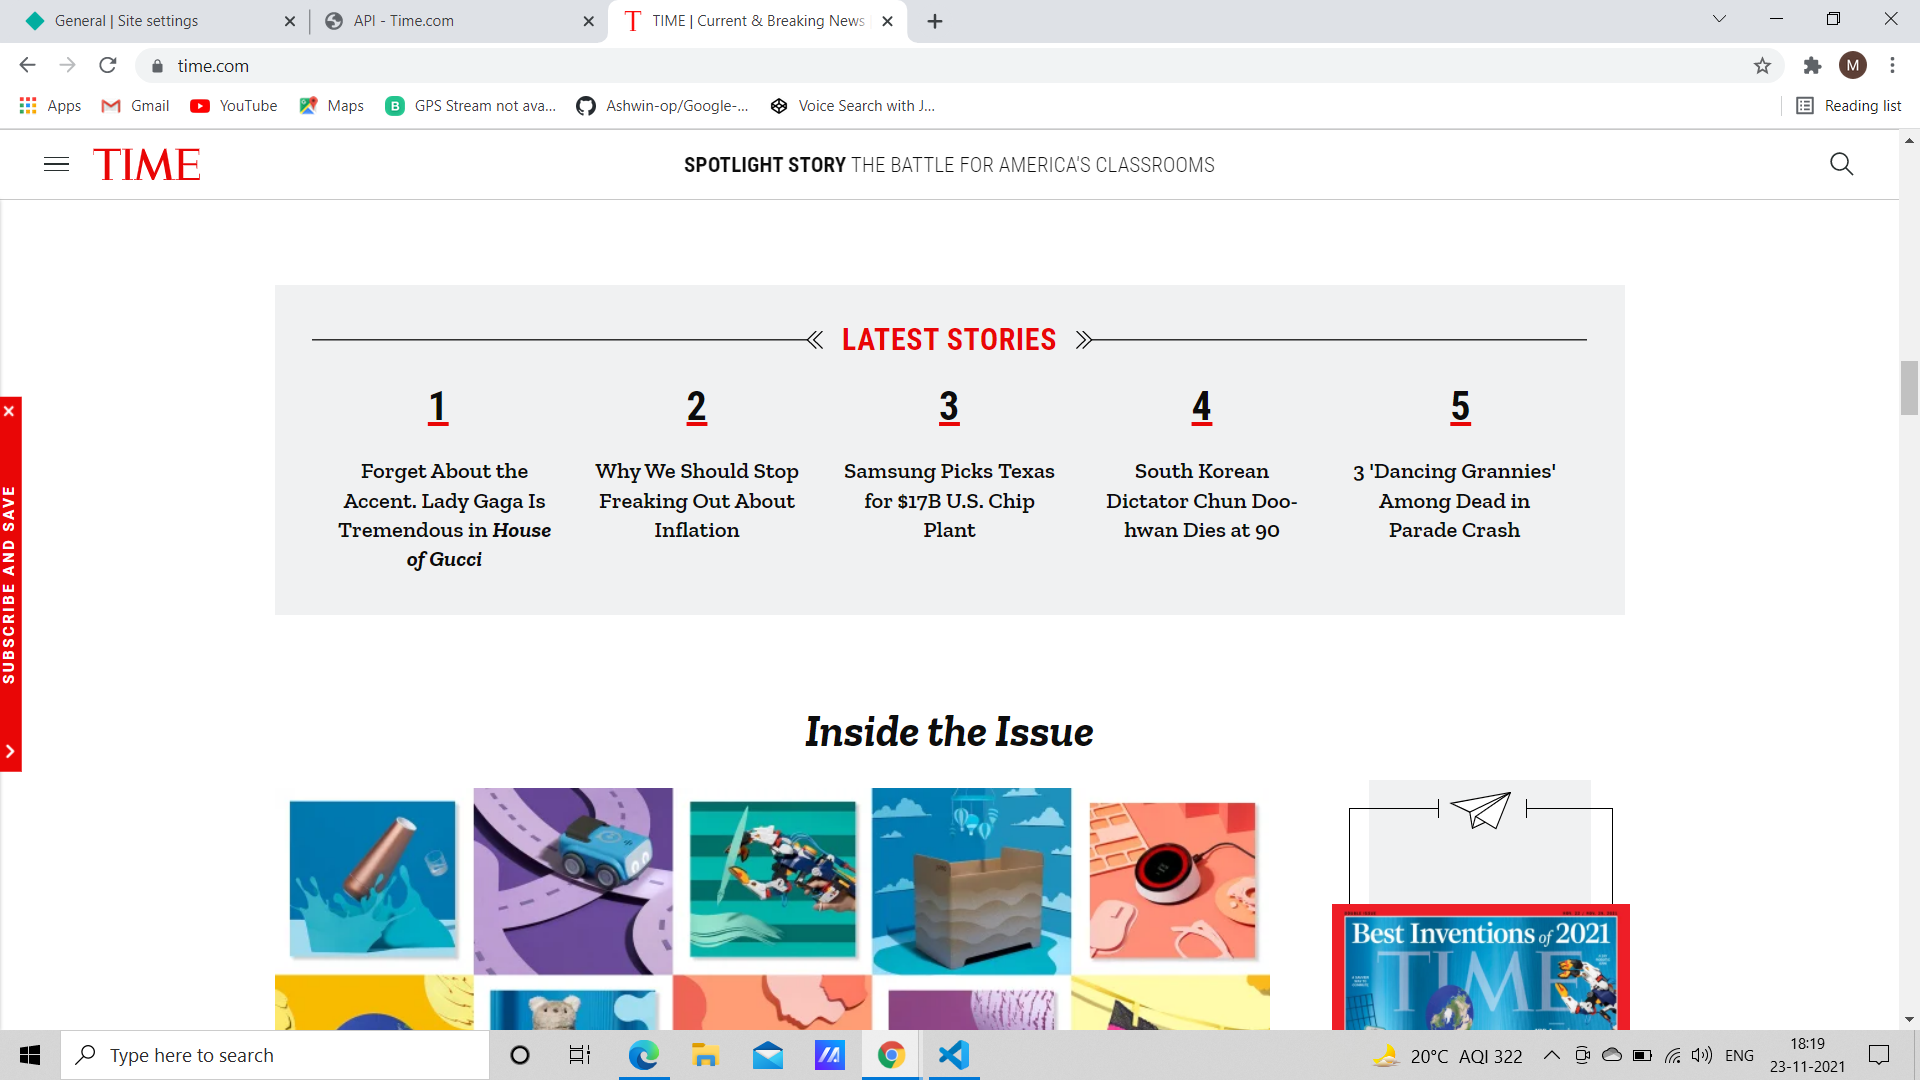 General | Site settings
API - Time.com
TIME | Current & Breaking News
time.com
M
Apps
Gmail
YouTube
Maps
B
GPS Stream not ava...
Ashwin-op/Google-...
Voice Search with J...
Reading list
TIME
SPOTLIGHT STORY THE BATTLE FOR AMERICA'S CLASSROOMS
LATEST STORIES
1
Forget About the
Accent. Lady Gaga Is
Tremendous in House
of Gucci
2
Why We Should Stop
Freaking Out About
Inflation
3
Samsung Picks Texas
for $17B U.S. Chip
Plant
4
South Korean
Dictator Chun Doo-
hwan Dies at 90
5
3 'Dancing Grannies'
Among Dead in
Parade Crash
SUBSCRIBE AND SAVE
Inside the Issue
Best Inventions of 2021
TIME
Type here to search
20°C AQI 322
ENG
18:19
23-11-2021